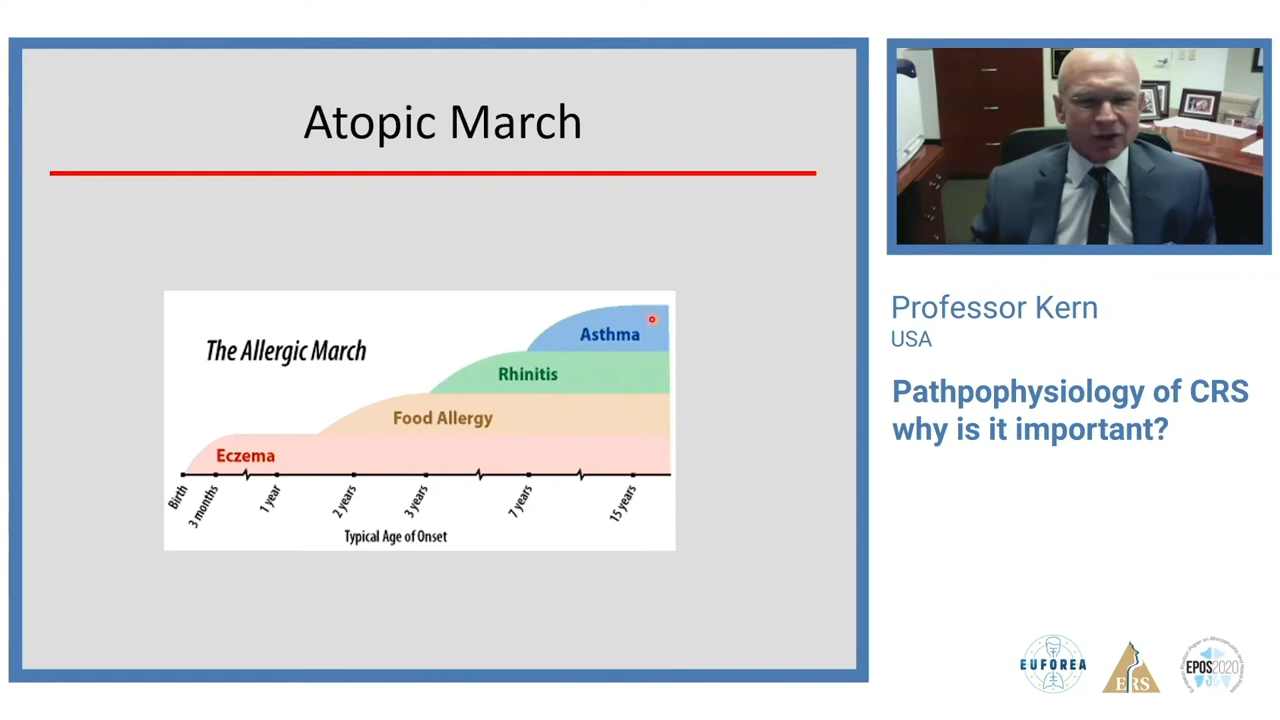 Atopic March
The Allergic March
Asthma
Rhinitis
Food Allergy
Eczema
Birth
3 months
1 year
2 years
3 years
7 years
15 years
Typical Age of Onset
Professor Kern
USA
Pathpophysiology of CRS
why is it important?
EUFOREA
ERS
EPOS2020